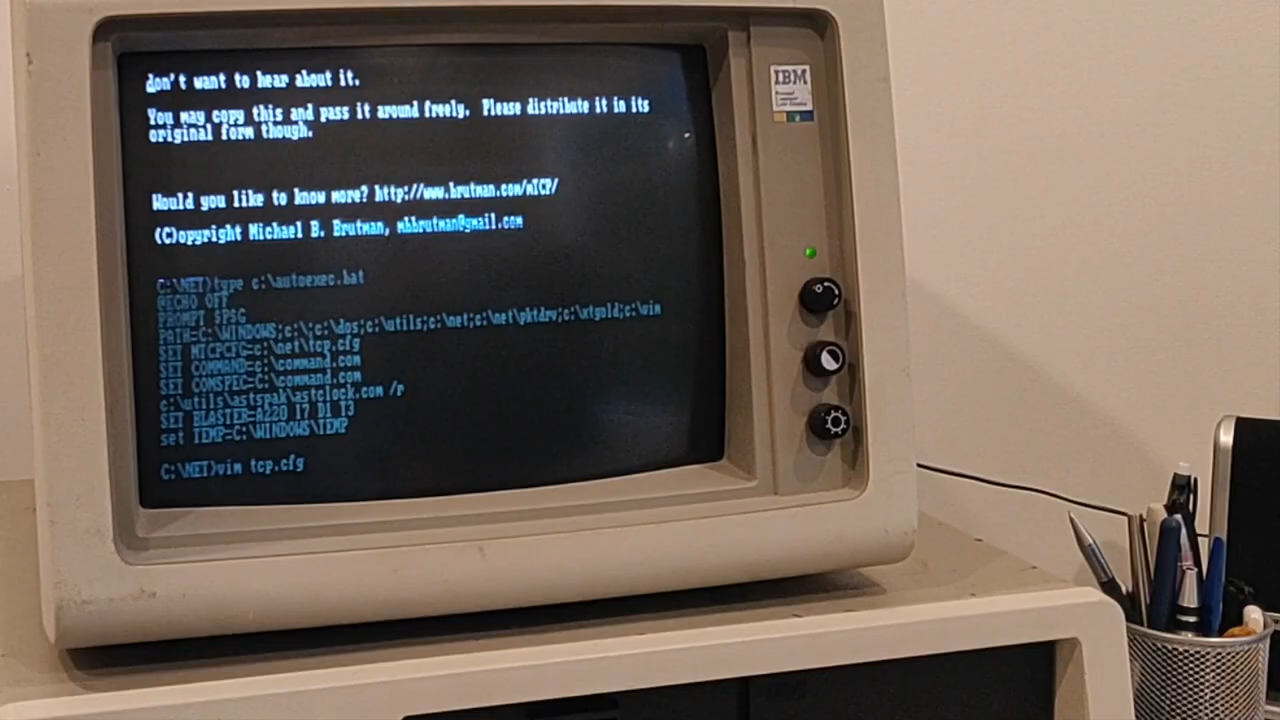 don't want to hear about it.
You may copy this and pass it around freely. Please distribute it in its
original form though.
Would you like to know more? http://www.brutman.com/mTCP/
(C)opyright Michael B. Brutman, mbbrutman@gmail.com
C:\NET>type c:\autoexec.bat
@ECHO OFF
PROMPT $P$G
PATH=C:\WINDOWS;c:\;c:\dos;c:\utils;c:\net;c:\net\pktdrv;c:\xtgold;c:\vim
SET MTCPCFG=c:\net\tcp.cfg
SET COMMAND=c:\command.com
SET COMSPEC=C:\command.com
c:\utils\astspak\astclock.com /r
SET BLASTER=A220 I7 D1 T3
set TEMP=C:\WINDOWS\TEMP
C:\NET>vim tcp.cfg
IBM
Personal
Computer